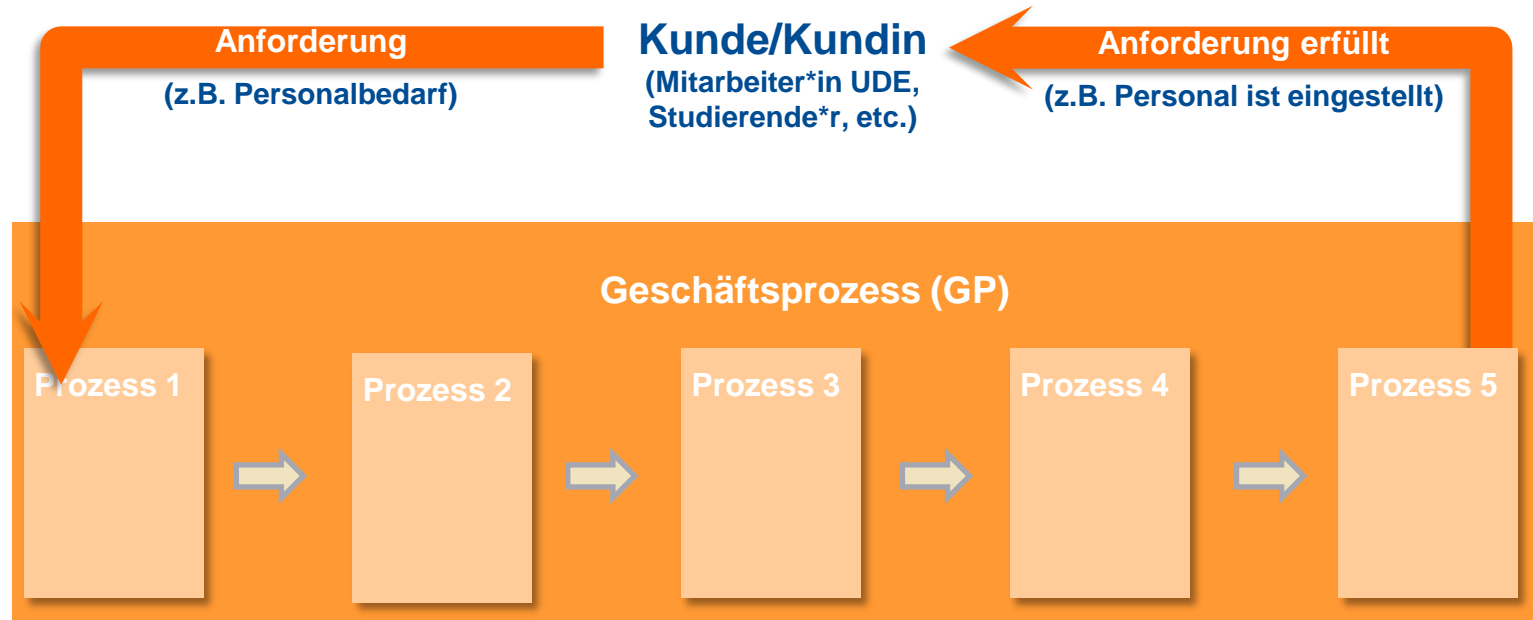 Anforderung
(z.B. Personalbedarf)
Kunde/Kundin
(Mitarbeiter*in UDE,
Studierende*r, etc.)
Anforderung erfüllt
(z.B. Personal ist eingestellt)
Geschäftsprozess (GP)
Prozess 1
Prozess 2
Prozess 3
Prozess 4
Prozess 5